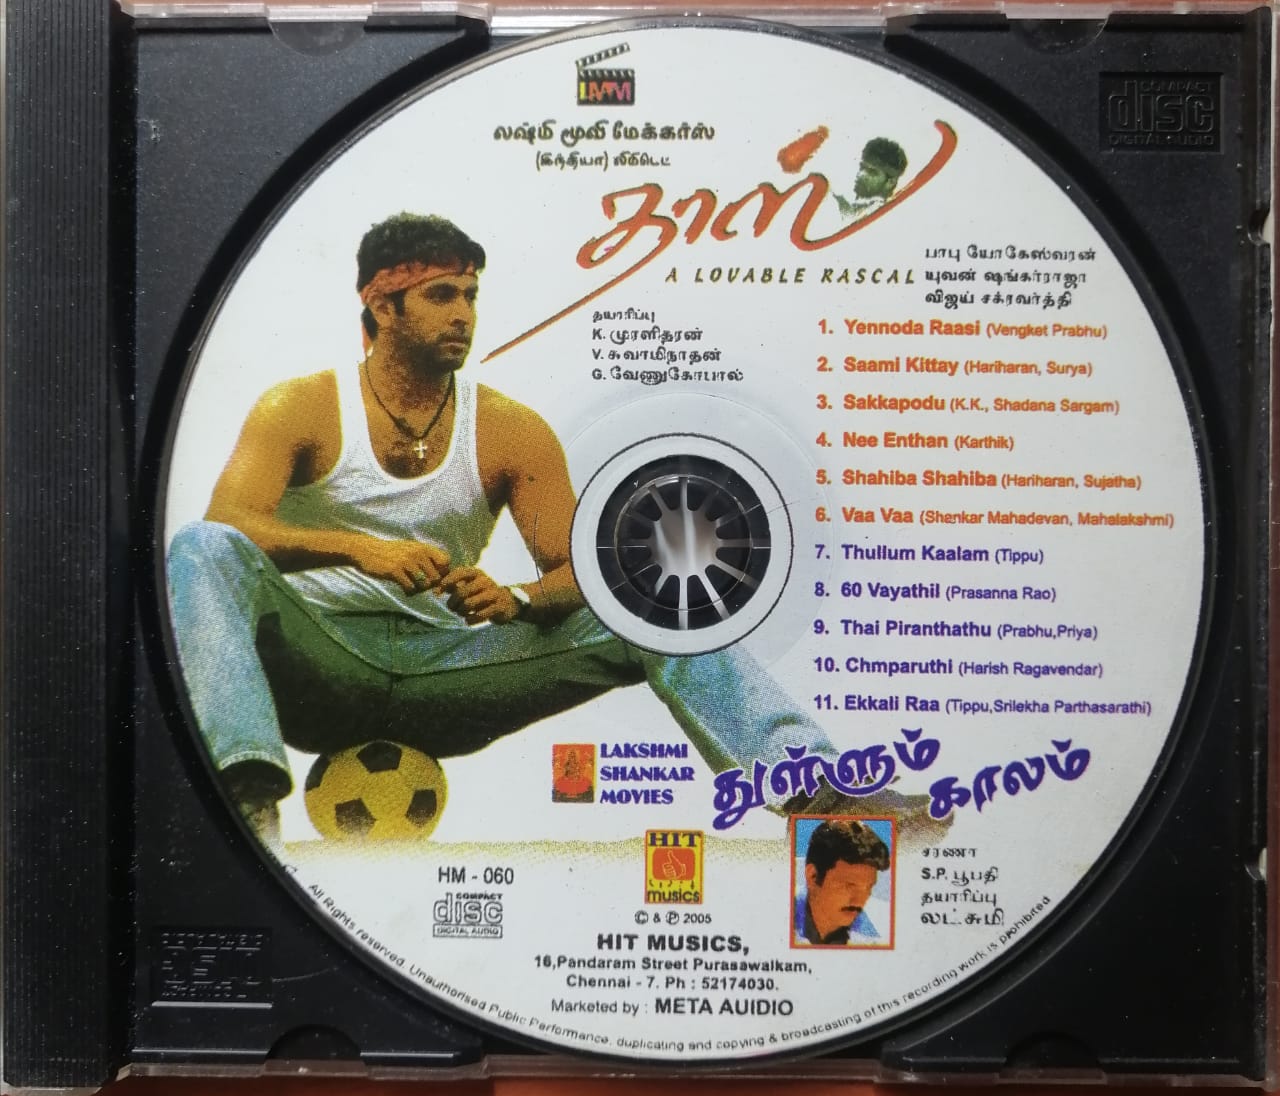 LMM
லஷ்மி மூவி மேக்கர்ஸ்
(இந்தியா) லிமிடெட்
தாஸ்
A LOVABLE RASCAL
பாபு யோகேஸ்வரன்
யுவன் ஷங்கர்ராஜா
விஜய் சக்ரவர்த்தி
தயாரிப்பு
K. முரளிதரன்
V. சுவாமிநாதன்
G. வேணுகோபால்
1. Yennoda Raasi (Vengket Prabhu)
2. Saami Kittay (Hariharan, Surya)
3. Sakkapodu (K.K., Shadana Sargam)
4. Nee Enthan (Karthik)
5. Shahiba Shahiba (Hariharan, Sujatha)
6. Vaa Vaa (Shankar Mahadevan, Mahalakshmi)
7. Thullum Kaalam (Tippu)
8. 60 Vayathil (Prasanna Rao)
9. Thai Piranthathu (Prabhu,Priya)
10. Chmparuthi (Harish Ragavendar)
11. Ekkali Raa (Tippu,Srilekha Parthasarathi)
LAKSHMI
SHANKAR
MOVIES
துள்ளும்
காலம்
சரணா
S.P. பூபதி
தயாரிப்பு
லட்சுமி
HM - 060
COMPACT
disc
DIGITAL AUDIO
HIT
musics
© & ℗ 2005
HIT MUSICS,
16,Pandaram Street Purasawalkam,
Chennai - 7. Ph : 52174030.
Marketed by : META AUIDIO
All Rights reserved. Unauthorised Public Performance, duplicating and copying & broadcasting of this recording work is prohibited
COMPACT
disc
DIGITAL AUDIO